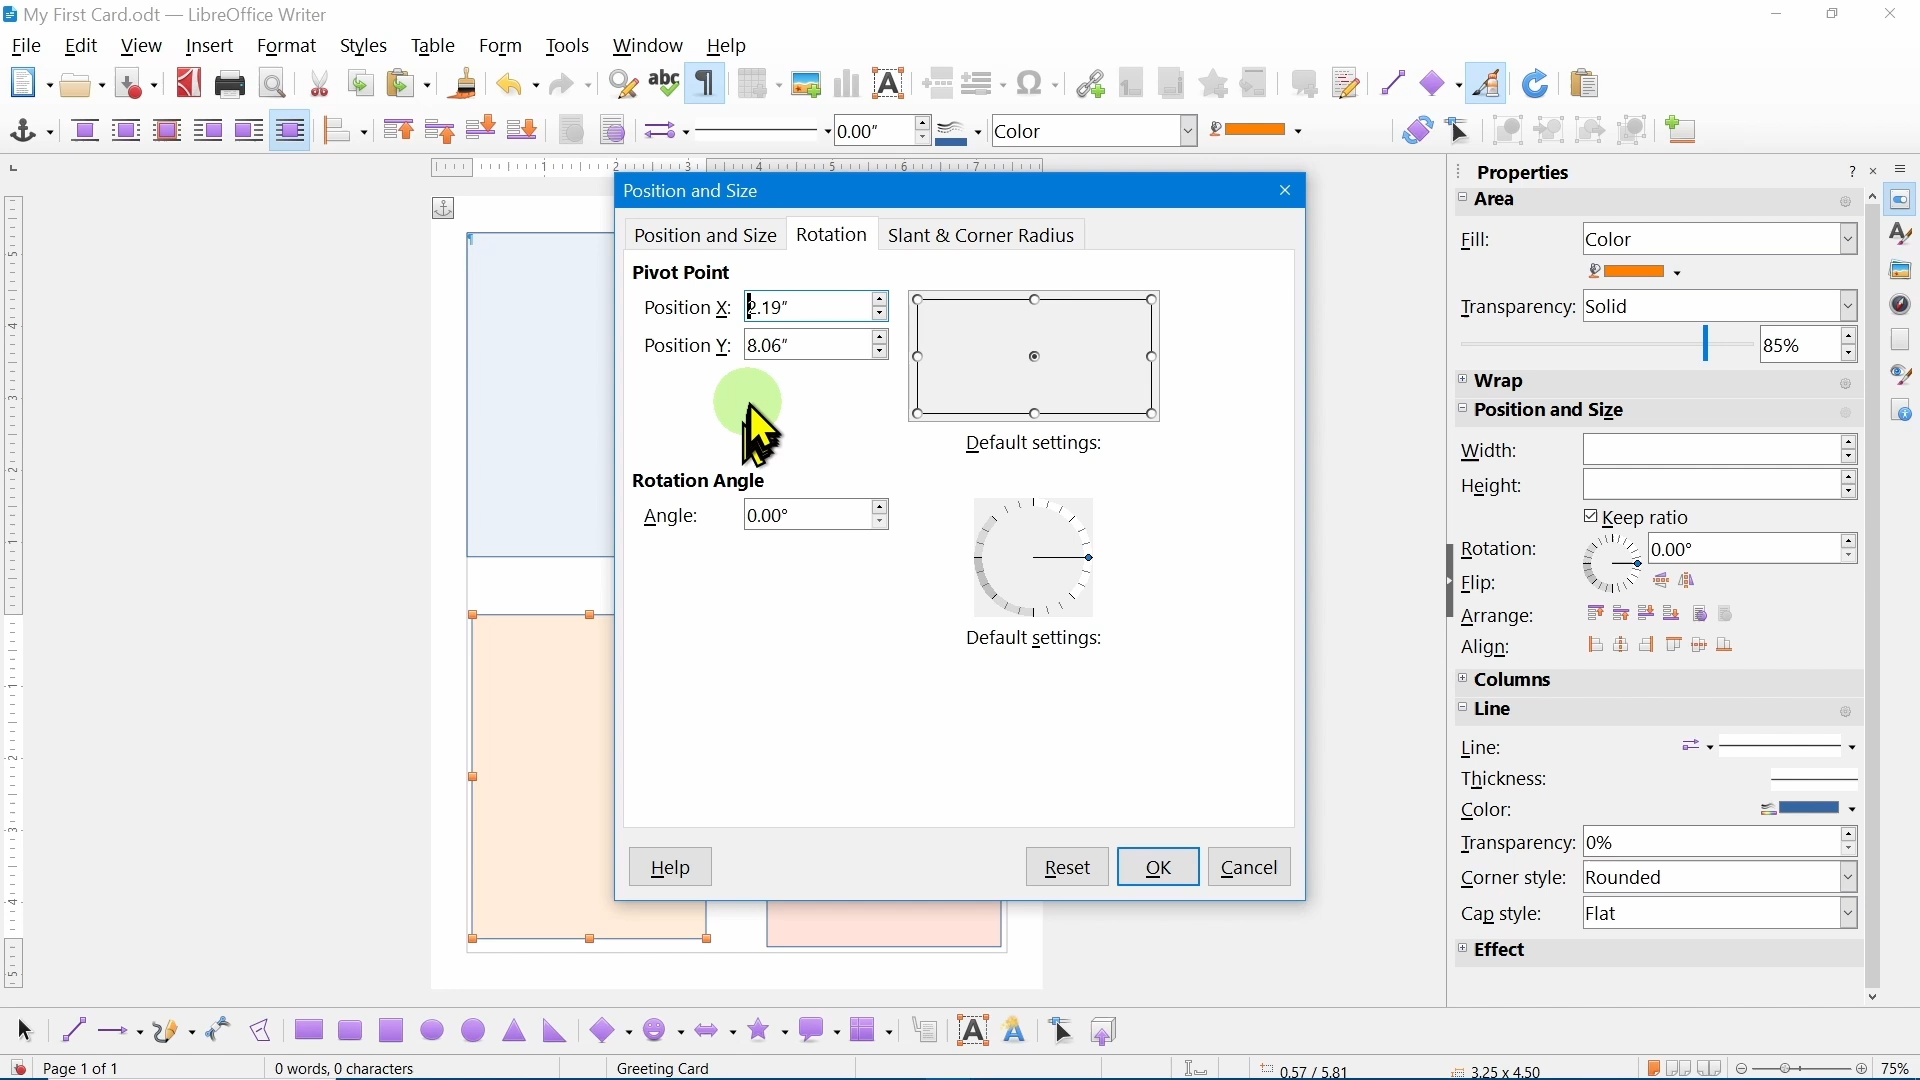 My First Card.odt — LibreOffice Writer
File Edit View Insert Format Styles Table Form Tools Window Help
0.00" Color
Position and Size
Position and Size Rotation Slant & Corner Radius
Pivot Point
Position X: 2.19"
Position Y: 8.06"
Default settings:
Rotation Angle
Angle: 0.00°
Default settings:
Help Reset OK Cancel
Properties
Area
Fill: Color
Transparency: Solid
85%
Wrap
Position and Size
Width:
Height:
Keep ratio
Rotation: 0.00°
Flip:
Arrange:
Align:
Columns
Line
Line:
Thickness:
Color:
Transparency: 0%
Corner style: Rounded
Cap style: Flat
Effect
Page 1 of 1 0 words, 0 characters Greeting Card 0.57 / 5.81 3.25 x 4.50 75%